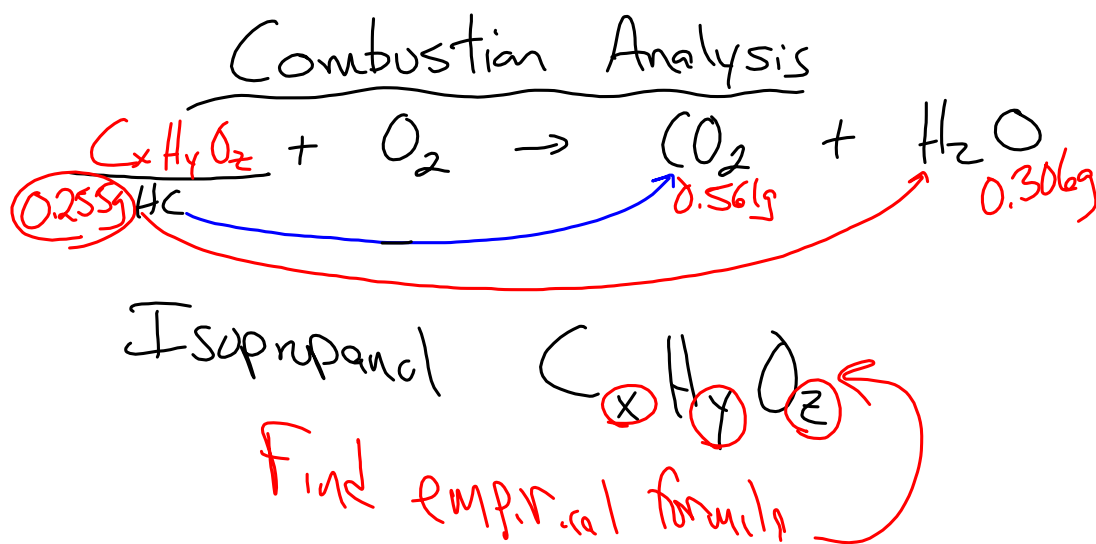 Combustion Analysis
CxHyOz + O2 → CO2 + H2O
0.255g HC 0.561g 0.306g
Isopropanol CxHyOz
Find empirical formula